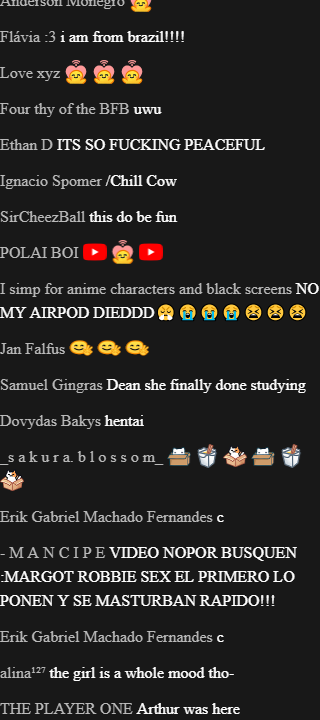 Anderson Monegro
Flávia :3 i am from brazil!!!!
Love xyz
Four thy of the BFB uwu
Ethan D ITS SO FUCKING PEACEFUL
Ignacio Spomer /Chill Cow
SirCheezBall this do be fun
POLAI BOI
I simp for anime characters and black screens NO
MY AIRPOD DIEDDD 😤 😭 😭 😭 😫 😫 😫
Jan Falfus
Samuel Gingras Dean she finally done studying
Dovydas Bakys hentai
_s a k u r a. b l o s s o m_
Erik Gabriel Machado Fernandes c
- M A N C I P E VIDEO NOPOR BUSQUEN
:MARGOT ROBBIE SEX EL PRIMERO LO
PONEN Y SE MASTURBAN RAPIDO!!!
Erik Gabriel Machado Fernandes c
alina¹²⁷ the girl is a whole mood tho-
THE PLAYER ONE Arthur was here